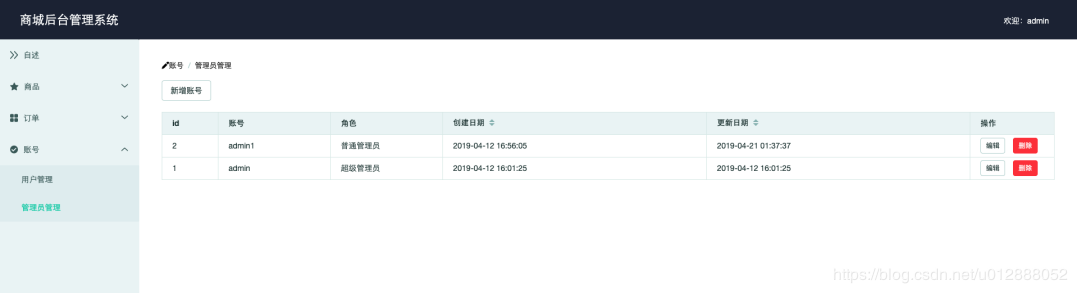 商城后台管理系统
欢迎：admin
自述
商品
订单
账号
用户管理
管理员管理
账号 / 管理员管理
新增账号
id 账号 角色 创建日期 更新日期 操作
2 admin1 普通管理员 2019-04-12 16:56:05 2019-04-21 01:37:37 编辑 删除
1 admin 超级管理员 2019-04-12 16:01:25 2019-04-12 16:01:25 编辑 删除
https://blog.csdn.net/u012888052